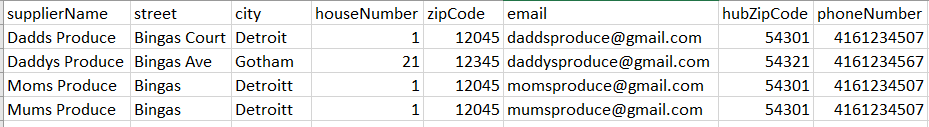 supplierName street city houseNumber zipCode email hubZipCode phoneNumber
Dadds Produce Bingas Court Detroit 1 12045 daddsproduce@gmail.com 54301 4161234507
Daddys Produce Bingas Ave Gotham 21 12345 daddysproduce@gmail.com 54321 4161234567
Moms Produce Bingas Detroitt 1 12045 momsproduce@gmail.com 54301 4161234507
Mums Produce Bingas Detroitt 1 12045 mumsproduce@gmail.com 54301 4161234507